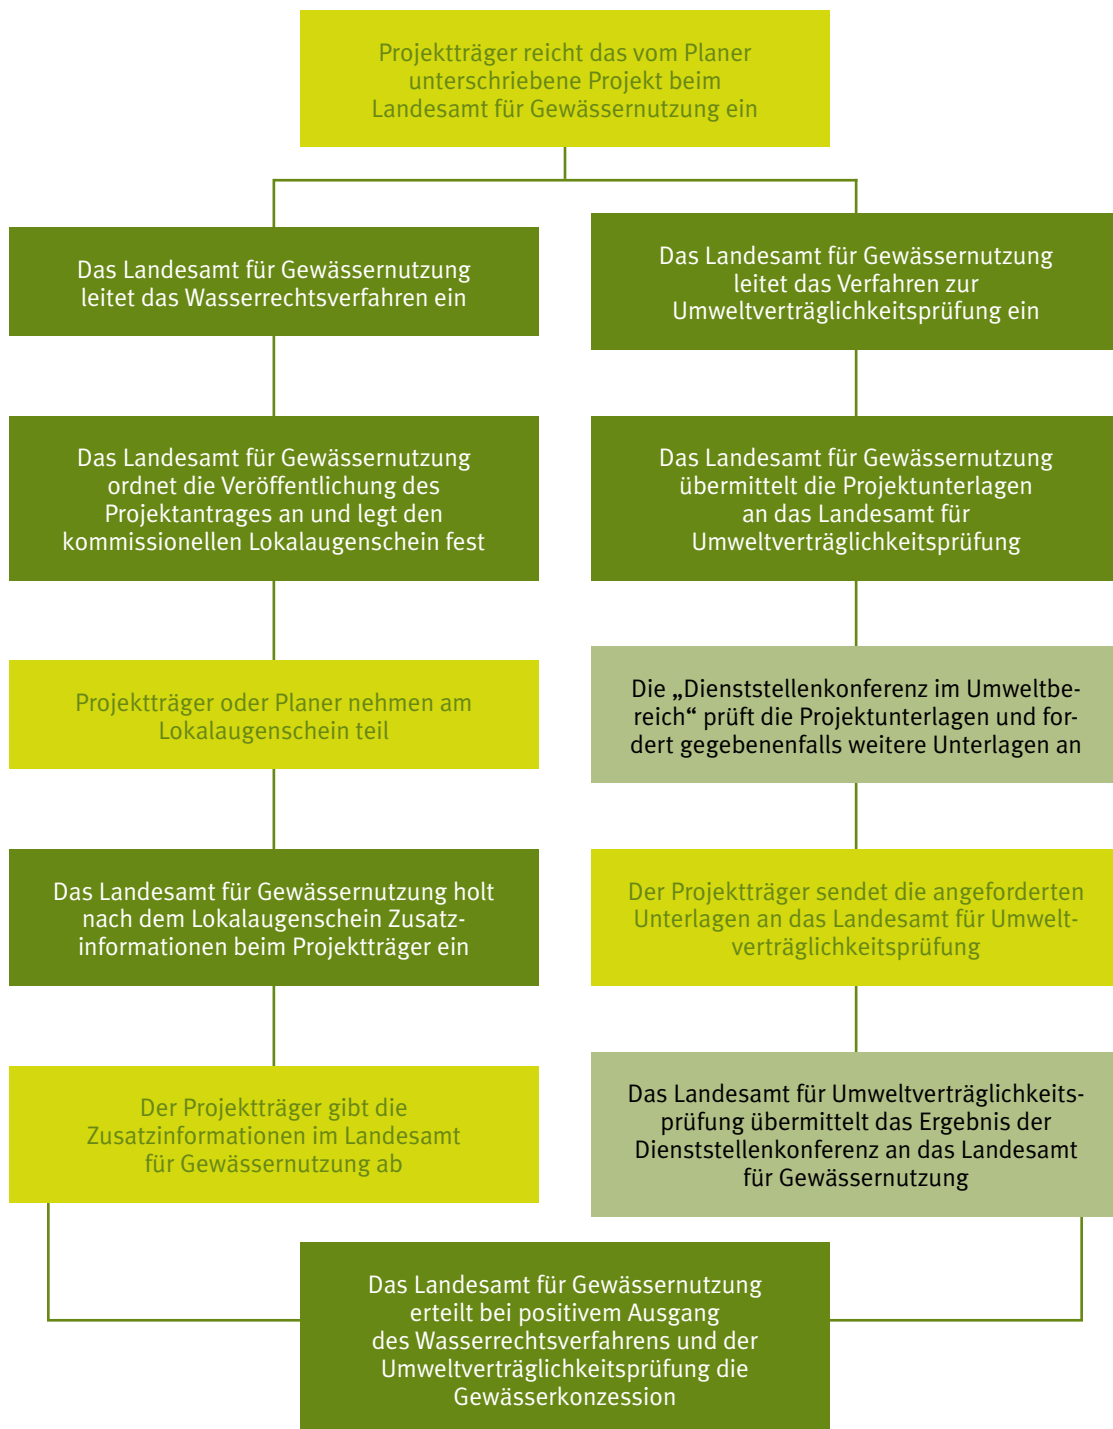 Projektträger reicht das vom Planer
unterschriebene Projekt beim
Landesamt für Gewässernutzung ein
Das Landesamt für Gewässernutzung
leitet das Wasserrechtsverfahren ein
Das Landesamt für Gewässernutzung
ordnet die Veröffentlichung des
Projektantrages an und legt den
kommissionellen Lokalaugenschein fest
Projektträger oder Planer nehmen am
Lokalaugenschein teil
Das Landesamt für Gewässernutzung holt
nach dem Lokalaugenschein Zusatz-
informationen beim Projektträger ein
Der Projektträger gibt die
Zusatzinformationen im Landesamt
für Gewässernutzung ab
Das Landesamt für Gewässernutzung
leitet das Verfahren zur
Umweltverträglichkeitsprüfung ein
Das Landesamt für Gewässernutzung
übermittelt die Projektunterlagen
an das Landesamt für
Umweltverträglichkeitsprüfung
Die „Dienststellenkonferenz im Umweltbe-
reich“ prüft die Projektunterlagen und for-
dert gegebenenfalls weitere Unterlagen an
Der Projektträger sendet die angeforderten
Unterlagen an das Landesamt für Umwelt-
verträglichkeitsprüfung
Das Landesamt für Umweltverträglichkeits-
prüfung übermittelt das Ergebnis der
Dienststellenkonferenz an das Landesamt
für Gewässernutzung
Das Landesamt für Gewässernutzung
erteilt bei positivem Ausgang
des Wasserrechtsverfahrens und der
Umweltverträglichkeitsprüfung die
Gewässerkonzession